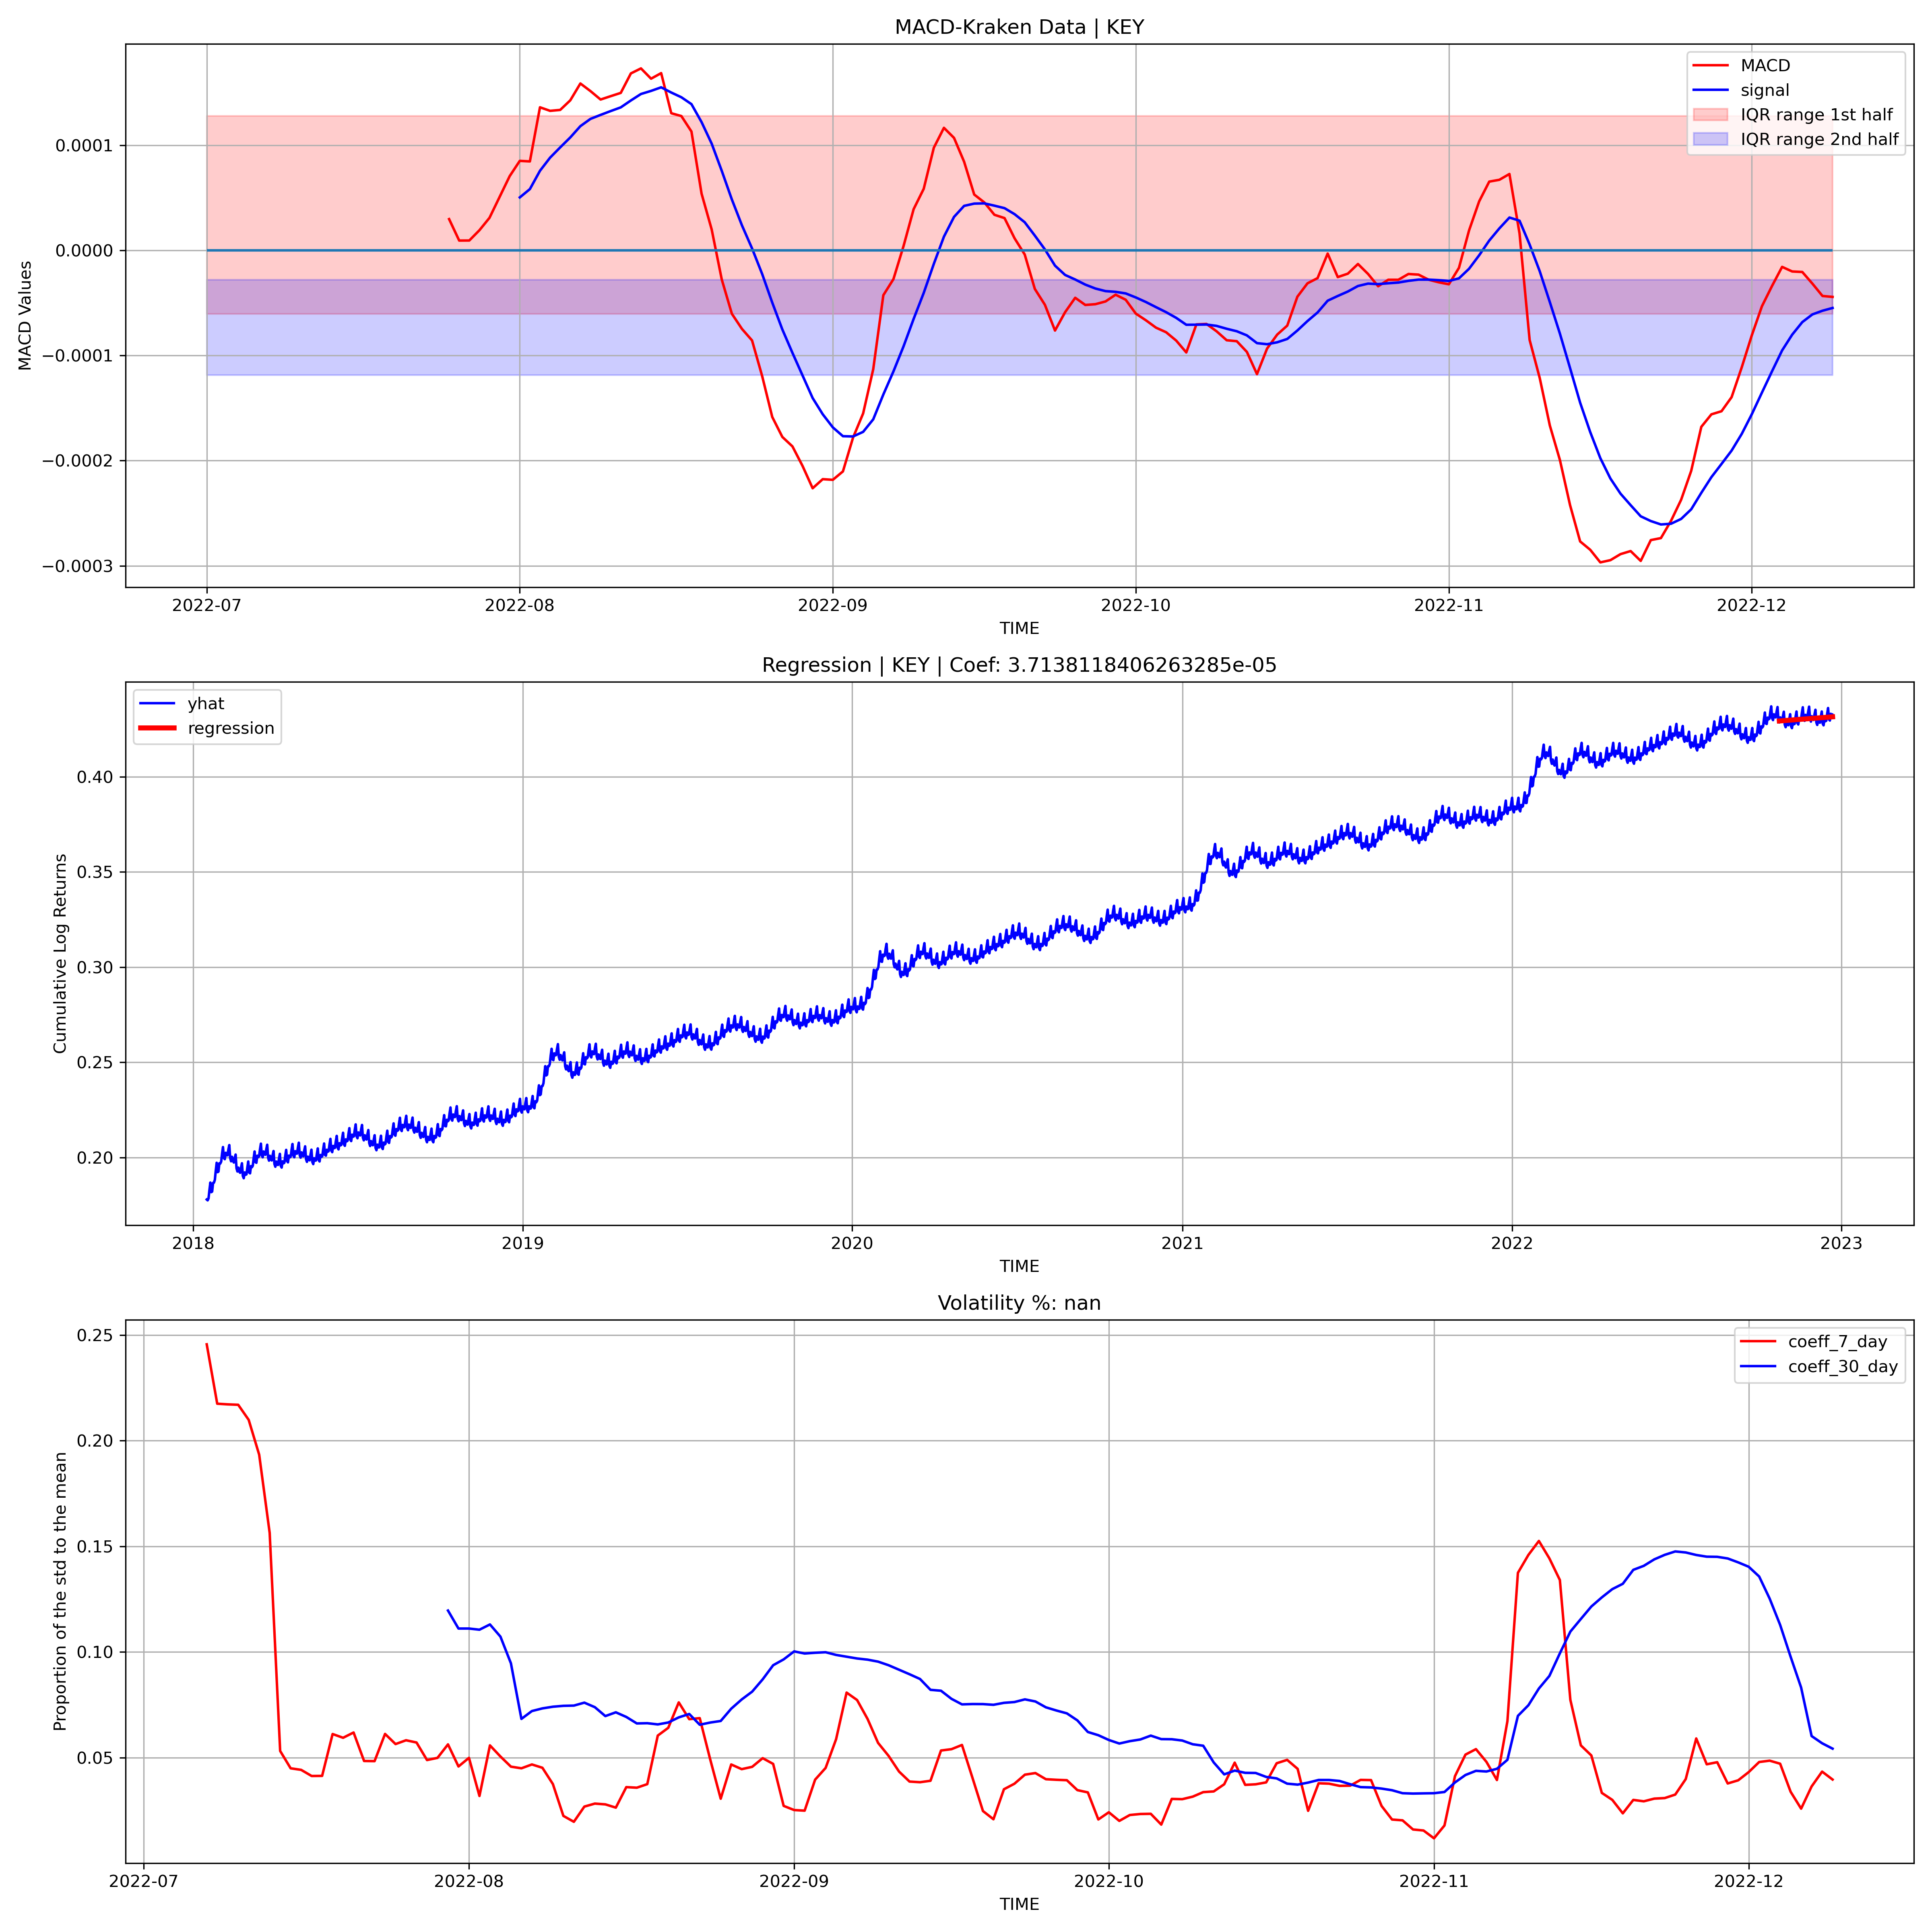 MACD-Kraken Data | KEY
MACD
signal
IQR range 1st half
IQR range 2nd half
MACD Values
0.0001
0.0000
−0.0001
−0.0002
−0.0003
2022-07 2022-08 2022-09 2022-10 2022-11 2022-12
TIME
Regression | KEY | Coef: 3.7138118406263285e-05
yhat
regression
Cumulative Log Returns
0.40
0.35
0.30
0.25
0.20
2018 2019 2020 2021 2022 2023
TIME
Volatility %: nan
coeff_7_day
coeff_30_day
Proportion of the std to the mean
0.25
0.20
0.15
0.10
0.05
2022-07 2022-08 2022-09 2022-10 2022-11 2022-12
TIME